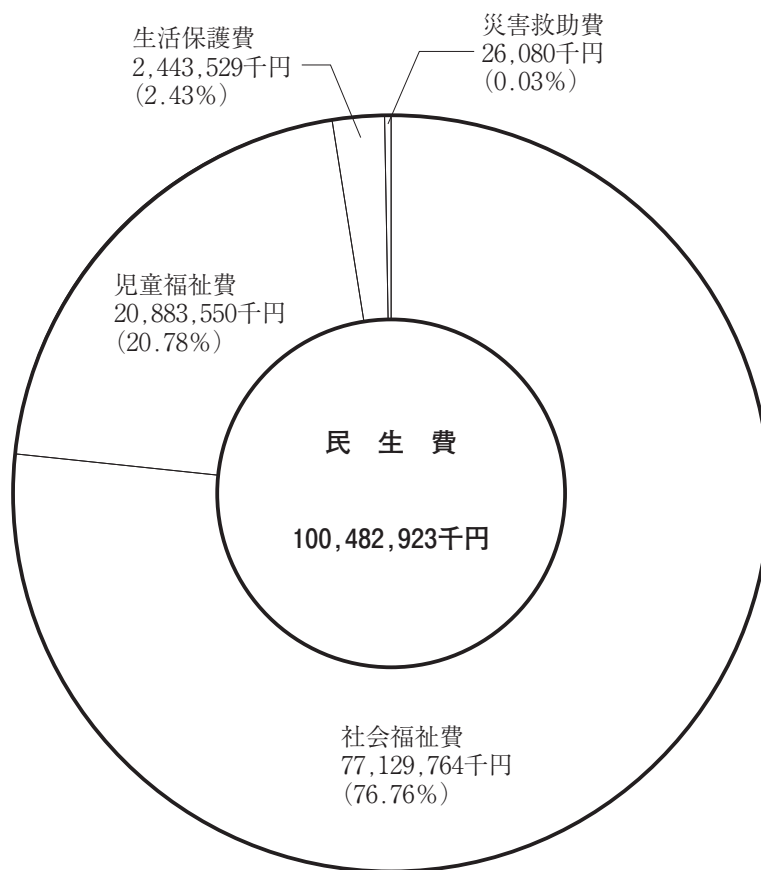 生活保護費
2,443,529千円
(2.43%)
災害救助費
26,080千円
(0.03%)
児童福祉費
20,883,550千円
(20.78%)
民 生 費
100,482,923千円
社会福祉費
77,129,764千円
(76.76%)